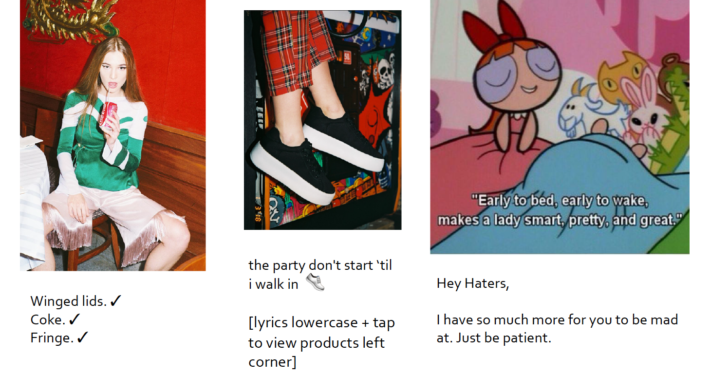 "Early to bed, early to wake,
makes a lady smart, pretty, and great."
Winged lids. ✓
Coke. ✓
Fringe. ✓
the party don't start 'til
i walk in 👟
[lyrics lowercase + tap
to view products left
corner]
Hey Haters,
I have so much more for you to be mad
at. Just be patient.